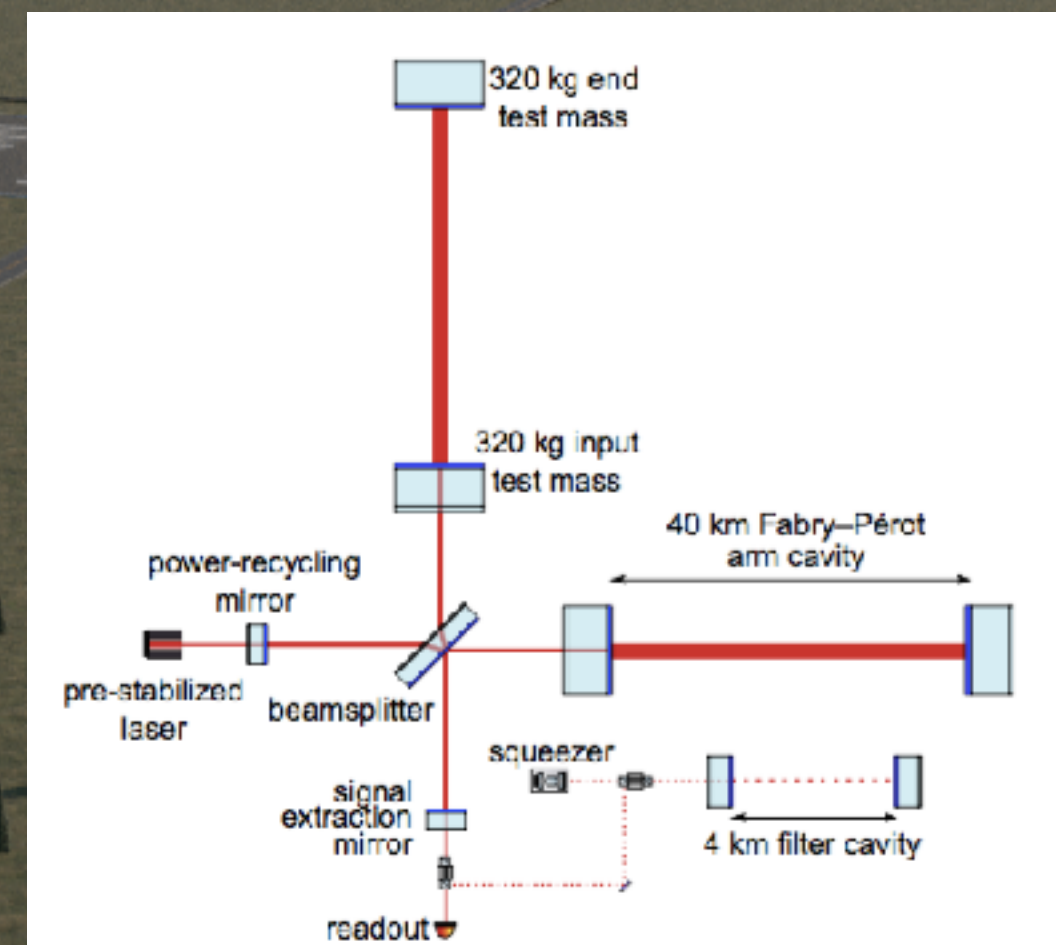 320 kg end
test mass
320 kg input
test mass
40 km Fabry–Pérot
arm cavity
power-recycling
mirror
pre-stabilized
laser
beamsplitter
squeezer
signal
extraction
mirror
4 km filter cavity
readout